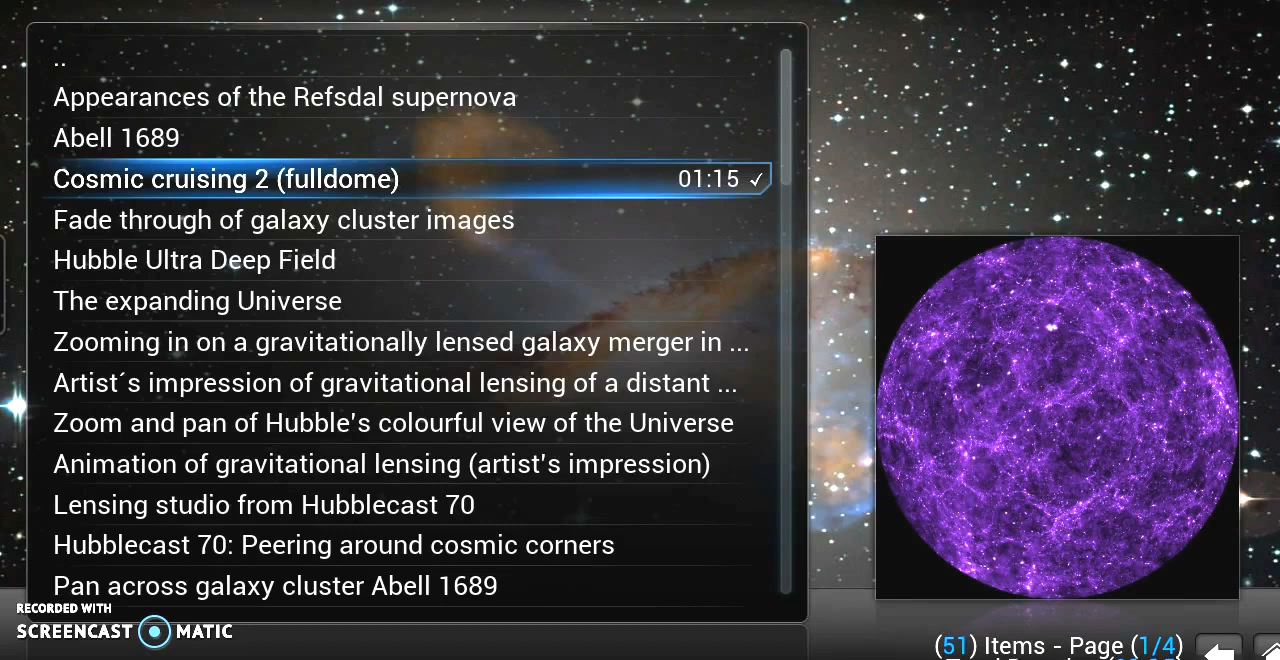 ..
Appearances of the Refsdal supernova
Abell 1689
Cosmic cruising 2 (fulldome) 01:15 ✓
Fade through of galaxy cluster images
Hubble Ultra Deep Field
The expanding Universe
Zooming in on a gravitationally lensed galaxy merger in ...
Artist´s impression of gravitational lensing of a distant ...
Zoom and pan of Hubble's colourful view of the Universe
Animation of gravitational lensing (artist's impression)
Lensing studio from Hubblecast 70
Hubblecast 70: Peering around cosmic corners
Pan across galaxy cluster Abell 1689
RECORDED WITH
SCREENCAST MATIC
(51) Items - Page (1/4)